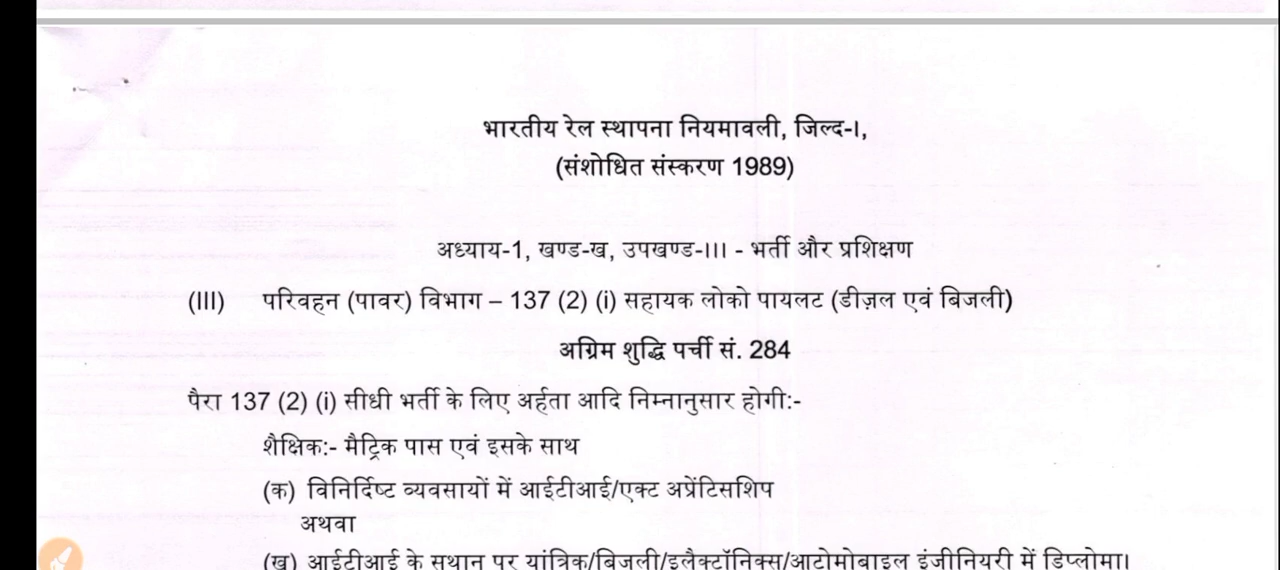 भारतीय रेल स्थापना नियमावली, जिल्द-I,
(संशोधित संस्करण 1989)
अध्याय-1, खण्ड-ख, उपखण्ड-III - भर्ती और प्रशिक्षण
(III) परिवहन (पावर) विभाग – 137 (2) (i) सहायक लोको पायलट (डीज़ल एवं बिजली)
अग्रिम शुद्धि पर्ची सं. 284
पैरा 137 (2) (i) सीधी भर्ती के लिए अर्हता आदि निम्नानुसार होगी:-
शैक्षिक:- मैट्रिक पास एवं इसके साथ
(क) विनिर्दिष्ट व्यवसायों में आईटीआई/एक्ट अप्रेंटिसशिप
अथवा
(ख) आईटीआई के स्थान पर यांत्रिक/बिजली/इलैक्टॉनिक्स/आटोमोबाइल इंजीनियरी में डिप्लोमा।